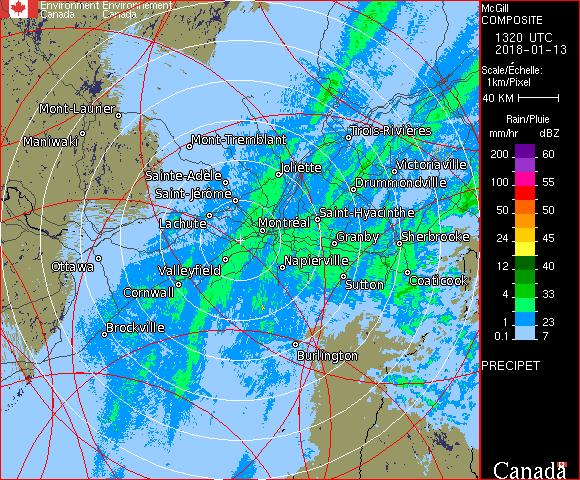 Environment Environnement
Canada Canada
McGill
COMPOSITE
1320 UTC
2018-01-13
Scale/Échelle:
1km/Pixel
40 KM
Rain/Pluie
mm/hr dBZ
200 60
100 55
50 50
24 45
12 40
4 33
1 23
0.1 7
PRECIPET
Canada
Mont-Laurier
Maniwaki
Mont-Tremblant
Trois-Rivières
Joliette
Victoriaville
Sainte-Adèle
Drummondville
Saint-Jérôme
Saint-Hyacinthe
Lachute
Montréal
Granby
Sherbrooke
Ottawa
Valleyfield
Napierville
Cornwall
Sutton
Coaticook
Brockville
Burlington